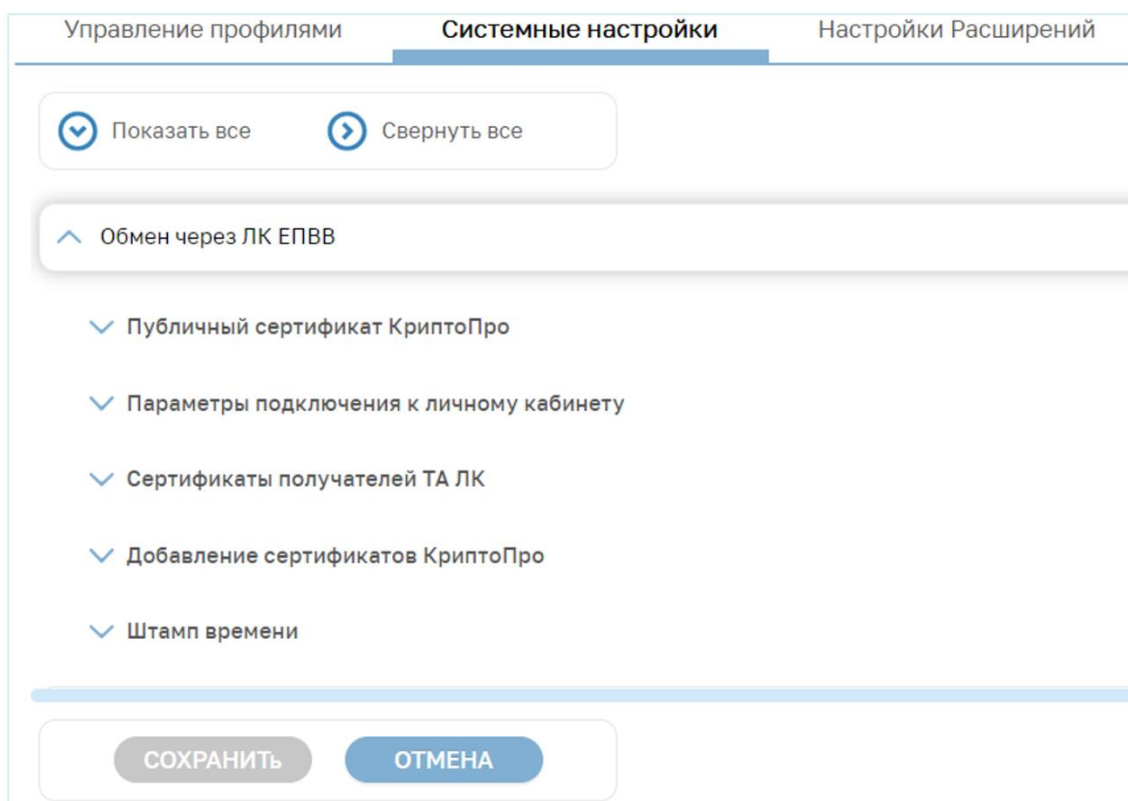 Управление профилями Системные настройки Настройки Расширений
Показать все Свернуть все
Обмен через ЛК ЕПВВ
Публичный сертификат КриптоПро
Параметры подключения к личному кабинету
Сертификаты получателей ТА ЛК
Добавление сертификатов КриптоПро
Штамп времени
СОХРАНИТЬ ОТМЕНА